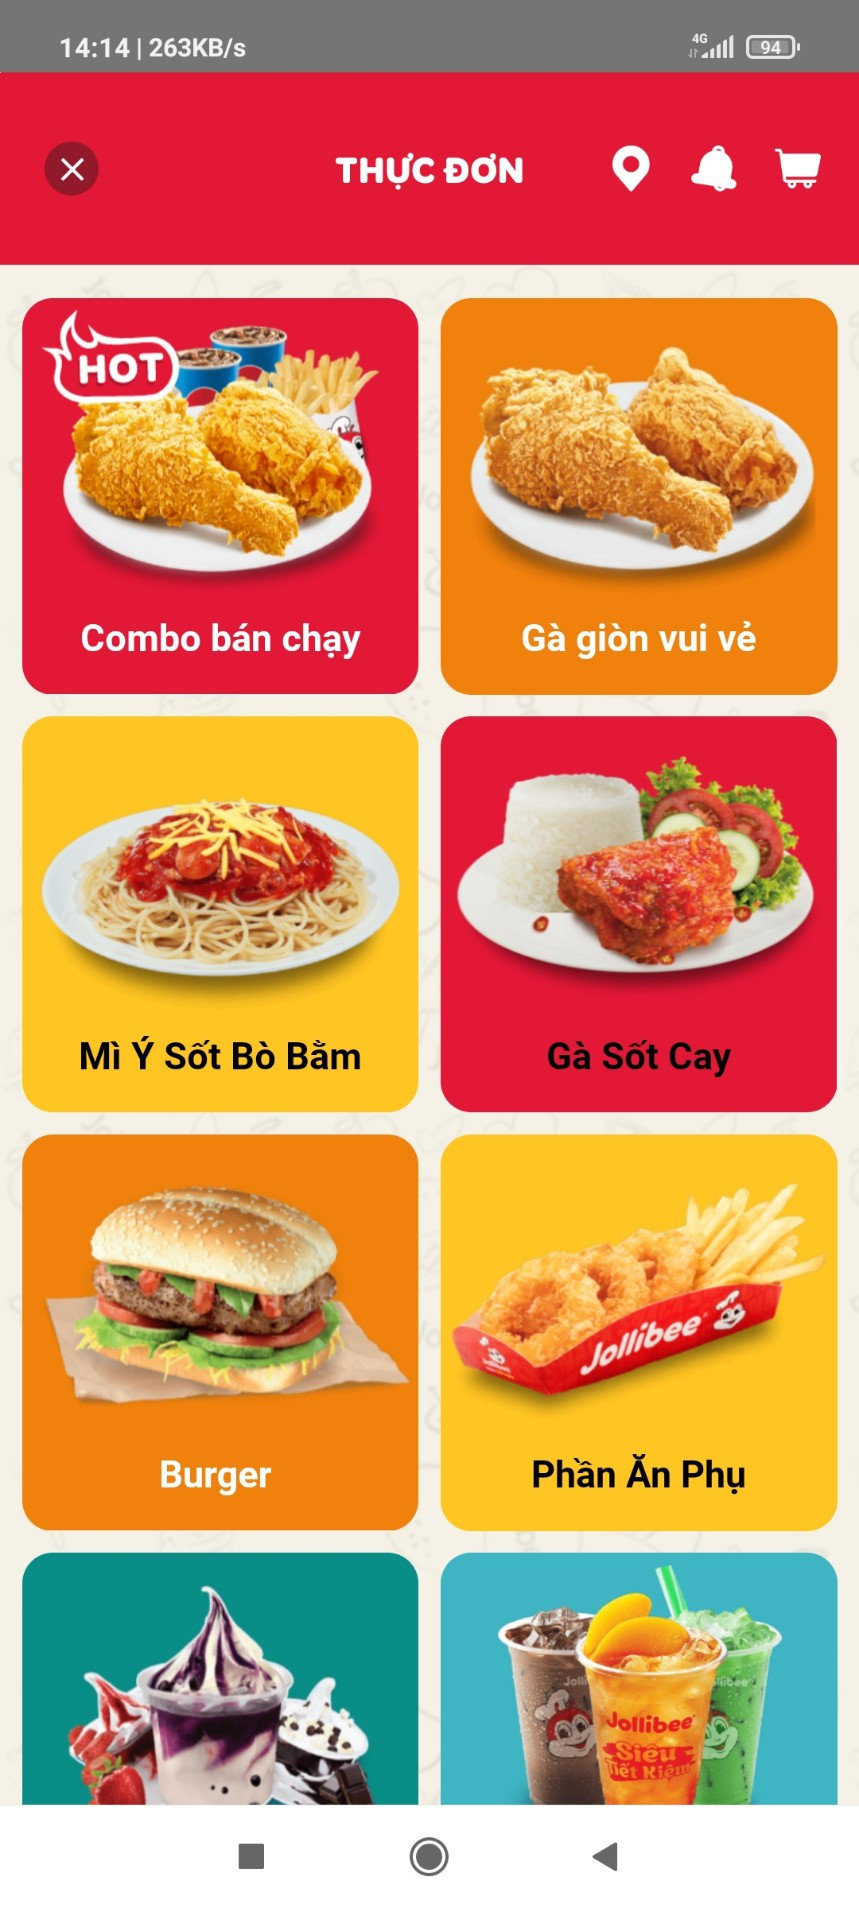 14:14 | 263KB/s
4G
94
THỰC ĐƠN
HOT
Combo bán chạy
Gà giòn vui vẻ
Mì Ý Sốt Bò Bằm
Gà Sốt Cay
Burger
Jollibee
Phần Ăn Phụ
Jollibee
Siêu
Tiết Kiệm